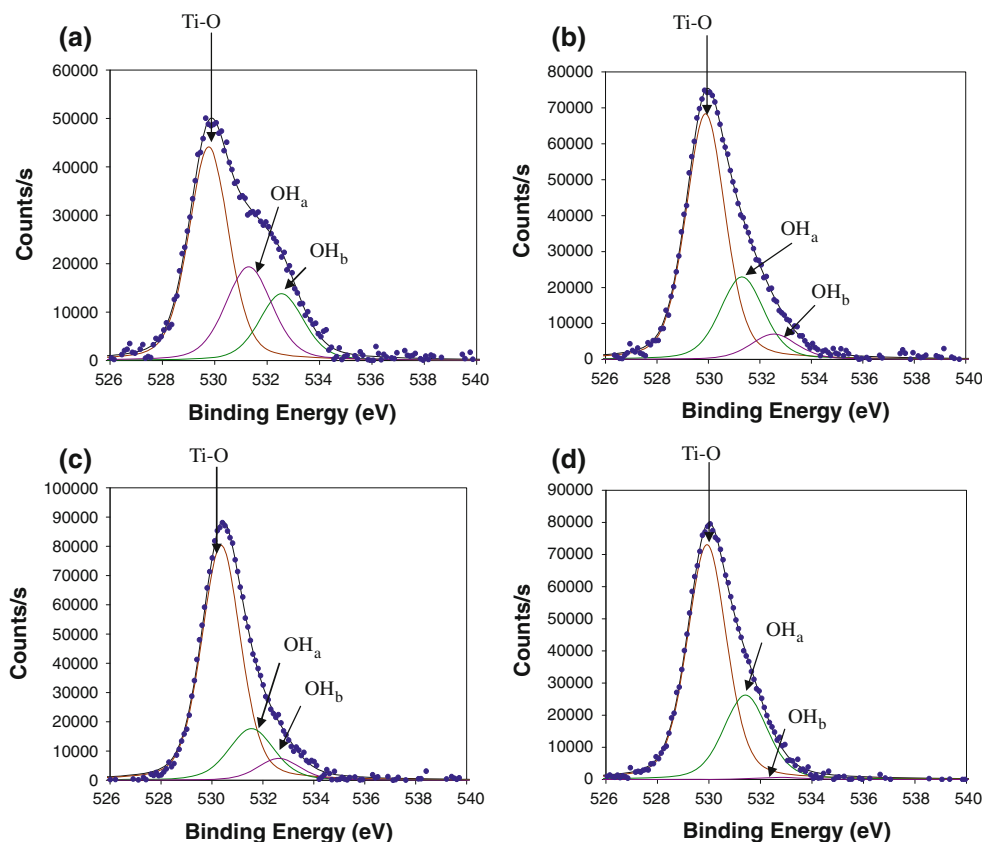 (a)
Ti-O
60000
50000
40000
30000
20000
10000
0
Counts/s
OHa
OHb
526 528 530 532 534 536 538 540
Binding Energy (eV)
(b)
Ti-O
80000
70000
60000
50000
40000
30000
20000
10000
0
Counts/s
OHa
OHb
526 528 530 532 534 536 538 540
Binding Energy (eV)
(c)
Ti-O
100000
90000
80000
70000
60000
50000
40000
30000
20000
10000
0
Counts/s
OHa
OHb
526 528 530 532 534 536 538 540
Binding Energy (eV)
(d)
Ti-O
90000
80000
70000
60000
50000
40000
30000
20000
10000
0
Counts/s
OHa
OHb
526 528 530 532 534 536 538 540
Binding Energy (eV)